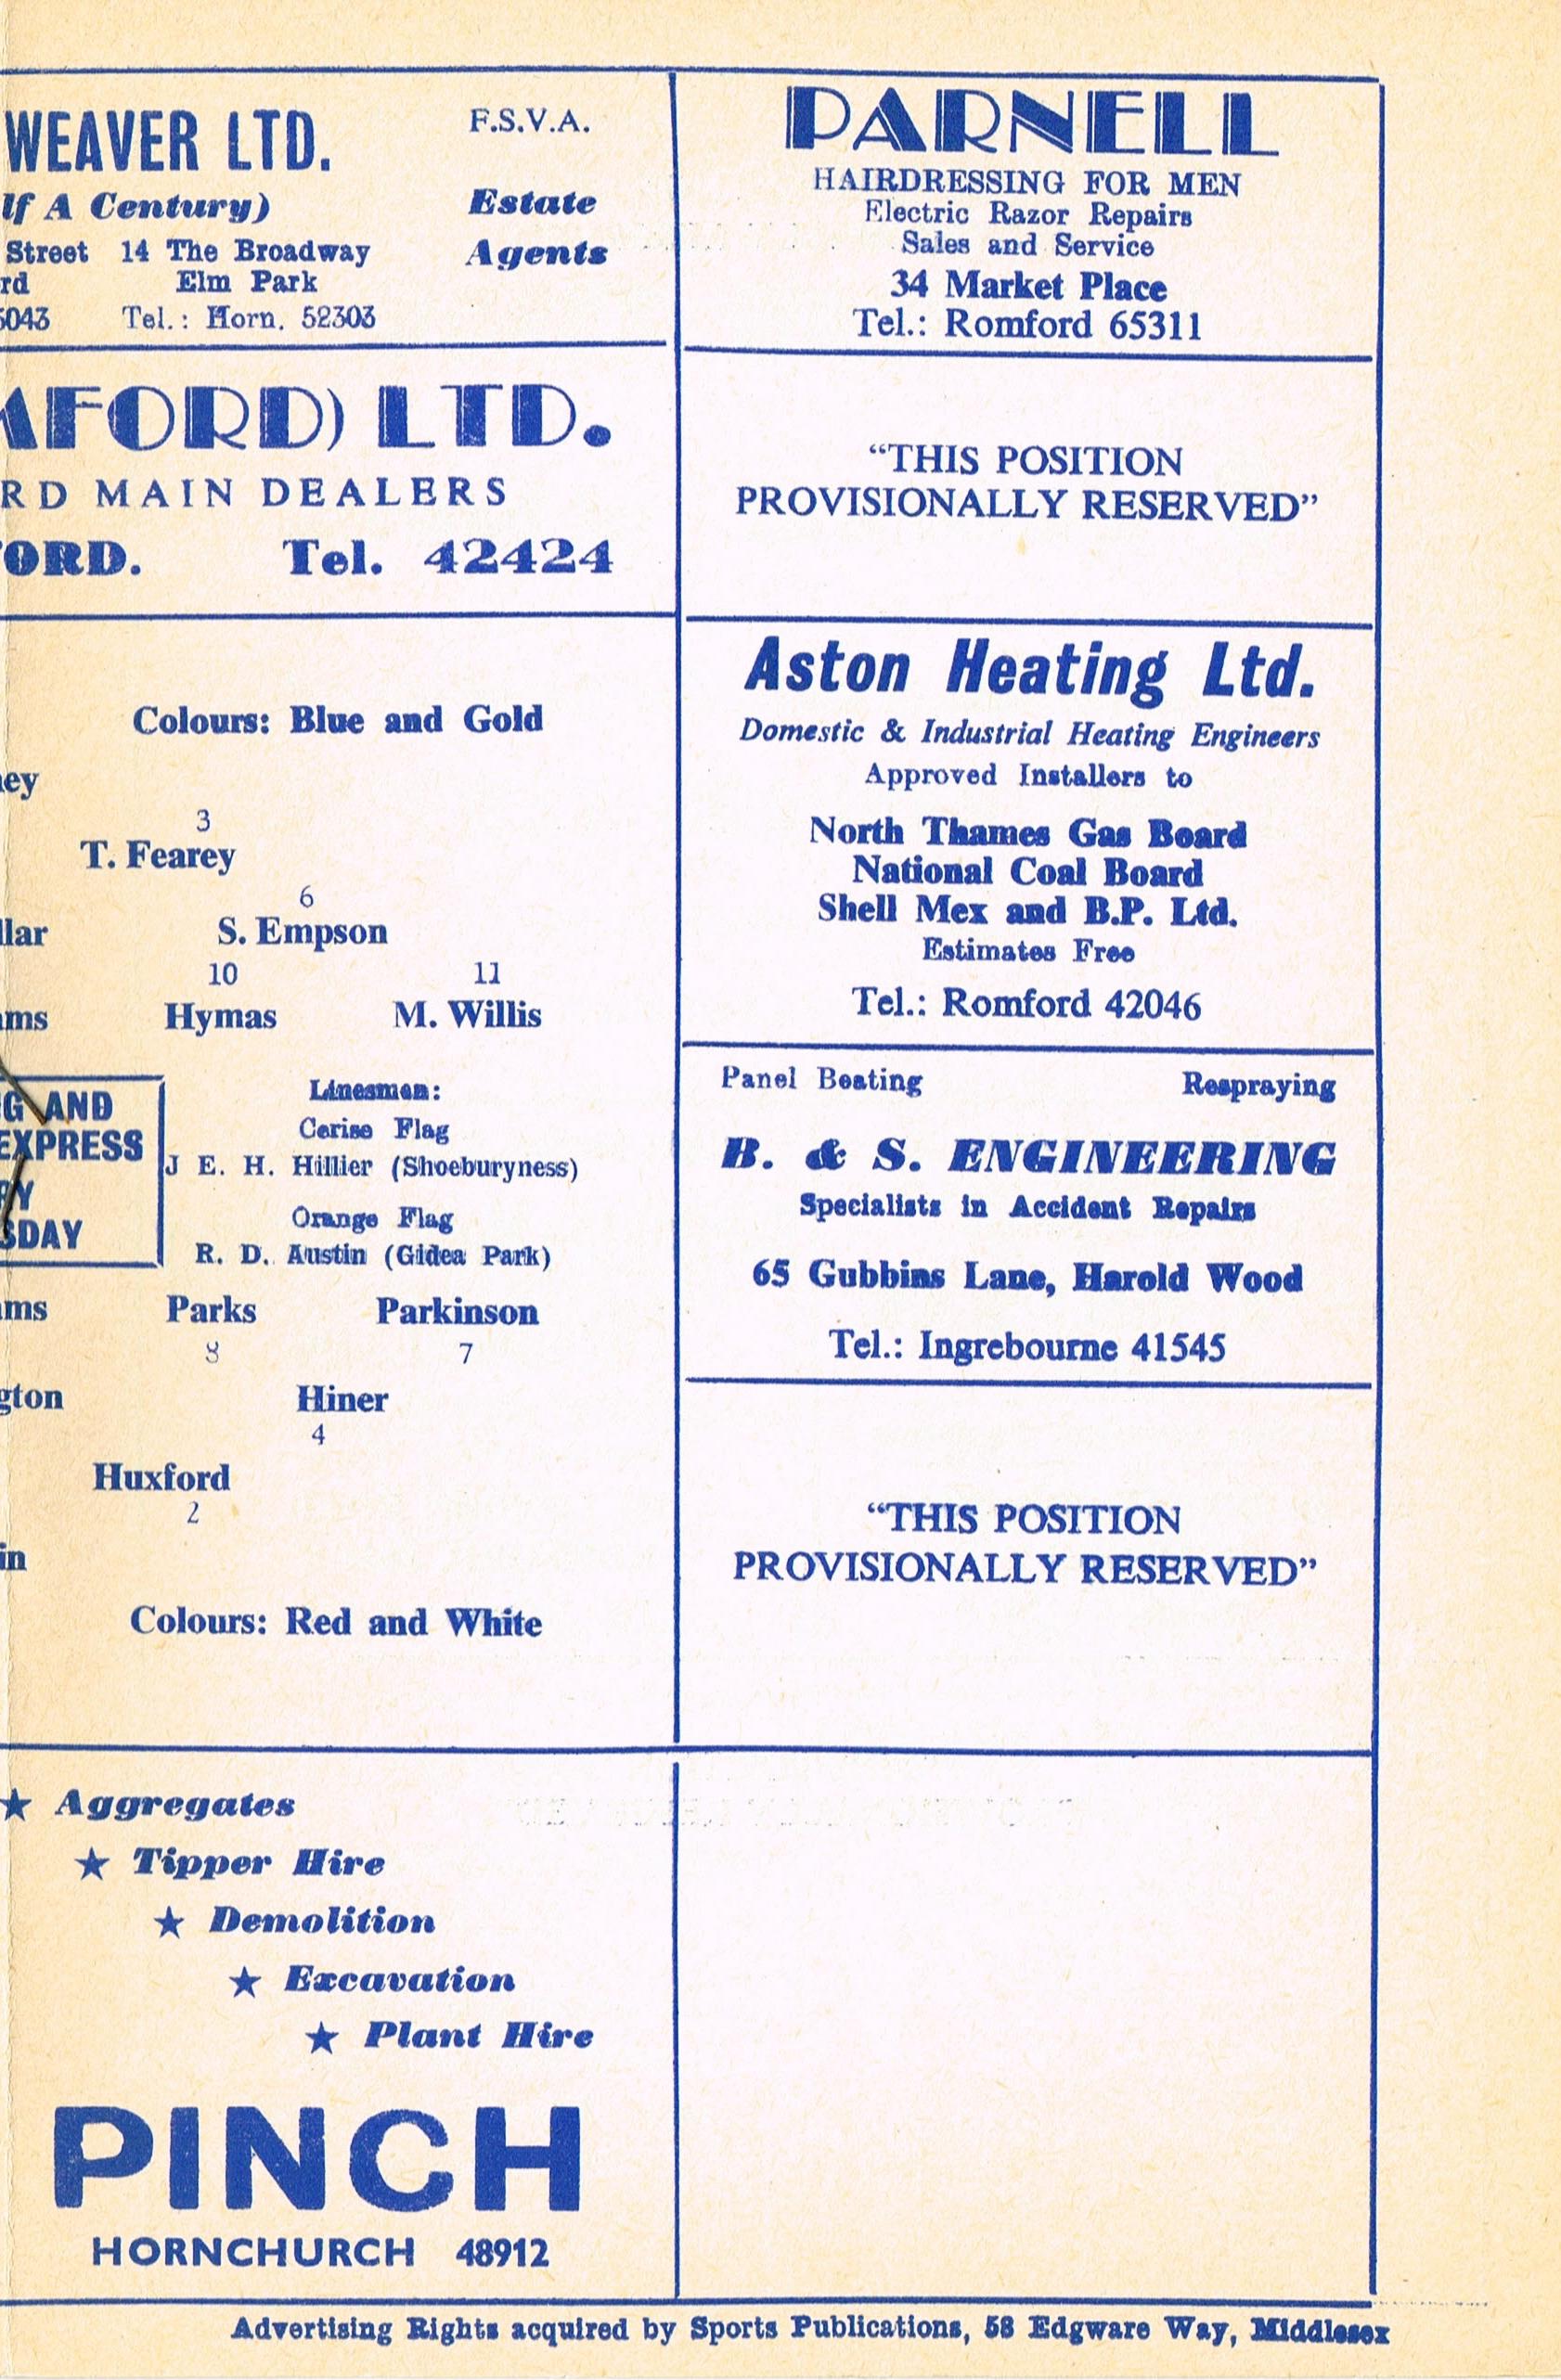 WEAVER LTD.
F.S.V.A.
lf A Century)
Estate
Street 14 The Broadway
Agents
rd Elm Park
5043 Tel.: Horn. 52303
MFORD) LTD.
RD MAIN DEALERS
FORD. Tel. 42424
Colours: Blue and Gold
ey
3
T. Fearey
6
llar S. Empson
10 11
ams Hymas M. Willis
G AND
EXPRESS
RY
SDAY
Linesmen:
Cerise Flag
J E. H. Hillier (Shoeburyness)
Orange Flag
R. D. Austin (Gidea Park)
ams Parks Parkinson
8 7
gton Hiner
4
Huxford
2
in
Colours: Red and White
★ Aggregates
★ Tipper Hire
★ Demolition
★ Excavation
★ Plant Hire
PINCH
HORNCHURCH 48912
PARNELL
HAIRDRESSING FOR MEN
Electric Razor Repairs
Sales and Service
34 Market Place
Tel.: Romford 65311
“THIS POSITION
PROVISIONALLY RESERVED”
Aston Heating Ltd.
Domestic & Industrial Heating Engineers
Approved Installers to
North Thames Gas Board
National Coal Board
Shell Mex and B.P. Ltd.
Estimates Free
Tel.: Romford 42046
Panel Beating Respraying
B. & S. ENGINEERING
Specialists in Accident Repairs
65 Gubbins Lane, Harold Wood
Tel.: Ingrebourne 41545
“THIS POSITION
PROVISIONALLY RESERVED”
Advertising Rights acquired by Sports Publications, 58 Edgware Way, Middlesex